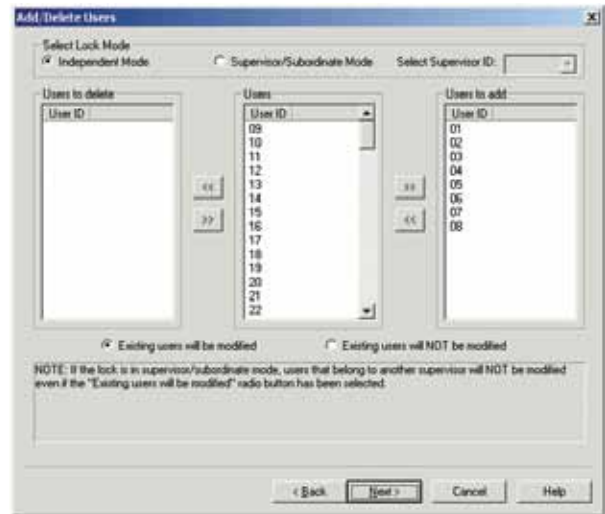 Add/Delete Users
Select Lock Mode
Independent Mode
Supervisor/Subordinate Mode
Select Supervisor ID:
Users to delete
User ID
<<
>>
Users
User ID
09
10
11
12
13
14
15
16
17
18
19
20
21
22
>>
<<
Users to add
User ID
01
02
03
04
05
06
07
08
Existing users will be modified
Existing users will NOT be modified
NOTE: If the lock is in supervisor/subordinate mode, users that belong to another supervisor will NOT be modified
even if the "Existing users will be modified" radio button has been selected.
< Back
Next >
Cancel
Help